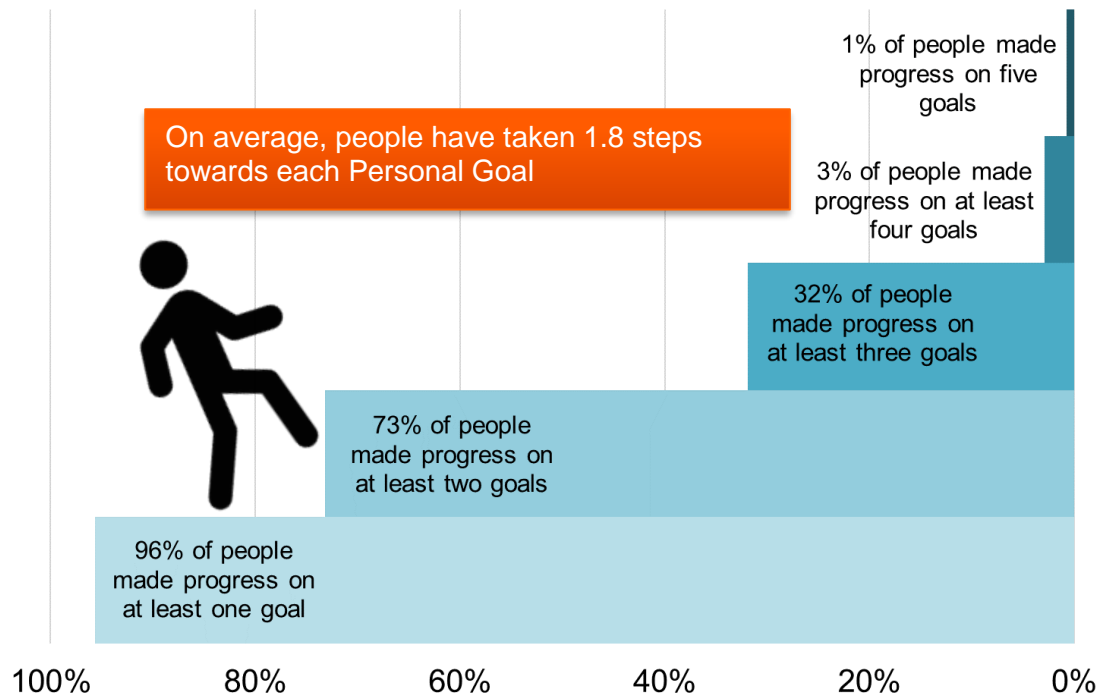 1% of people made
progress on five
goals
On average, people have taken 1.8 steps
towards each Personal Goal
3% of people made
progress on at least
four goals
32% of people
made progress on
at least three goals
73% of people
made progress on
at least two goals
96% of people
made progress on
at least one goal
100% 80% 60% 40% 20% 0%